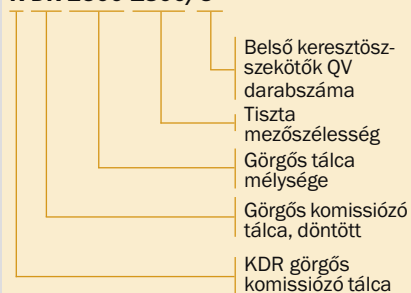 Belső keresztösz-
szekötők QV
darabszáma
Tiszta
mezőszélesség
Görgős tálca
mélysége
Görgős komissiózó
tálca, döntött
KDR görgős
komissiózó tálca